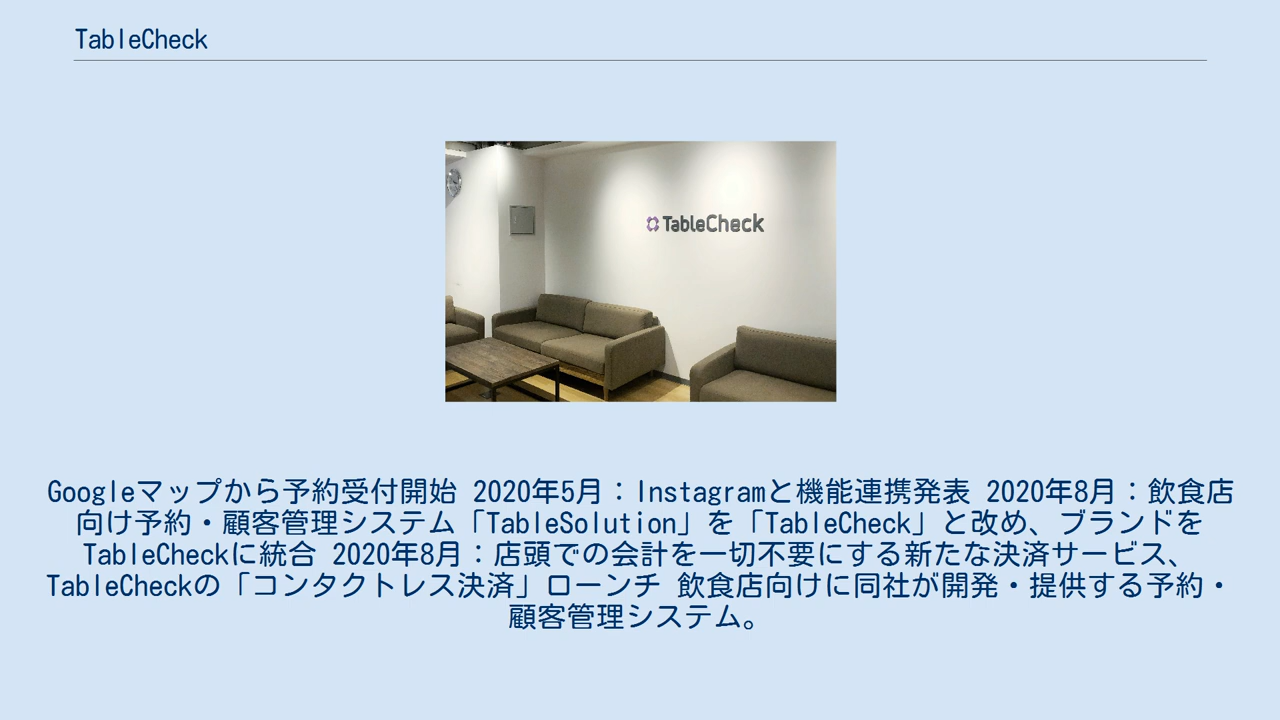 TableCheck
TableCheck
Googleマップから予約受付開始 2020年5月：Instagramと機能連携発表 2020年8月：飲食店
向け予約・顧客管理システム「TableSolution」を「TableCheck」と改め、ブランドを
TableCheckに統合 2020年8月：店頭での会計を一切不要にする新たな決済サービス、
TableCheckの「コンタクトレス決済」ローンチ 飲食店向けに同社が開発・提供する予約・
顧客管理システム。